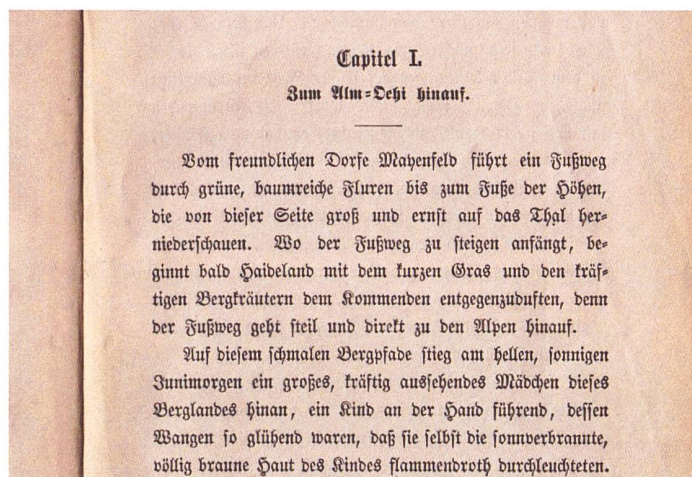 Capitel I.
Zum Alm-Oehi hinauf.
Vom freundlichen Dorfe Mayenfeld führt ein Fußweg
durch grüne, baumreiche Fluren bis zum Fuße der Höhen,
die von dieser Seite groß und ernst auf das Thal her-
niederschauen. Wo der Fußweg zu steigen anfängt, be-
ginnt bald Haideland mit dem kurzen Gras und den kräf-
tigen Bergkräutern dem Kommenden entgegenzuduften, denn
der Fußweg geht steil und direkt zu den Alpen hinauf.
Auf diesem schmalen Bergpfade stieg am hellen, sonnigen
Junimorgen ein großes, kräftig aussehendes Mädchen dieses
Berglandes hinan, ein Kind an der Hand führend, dessen
Wangen so glühend waren, daß sie selbst die sonnverbrannte,
völlig braune Haut des Kindes flammendroth durchleuchteten.